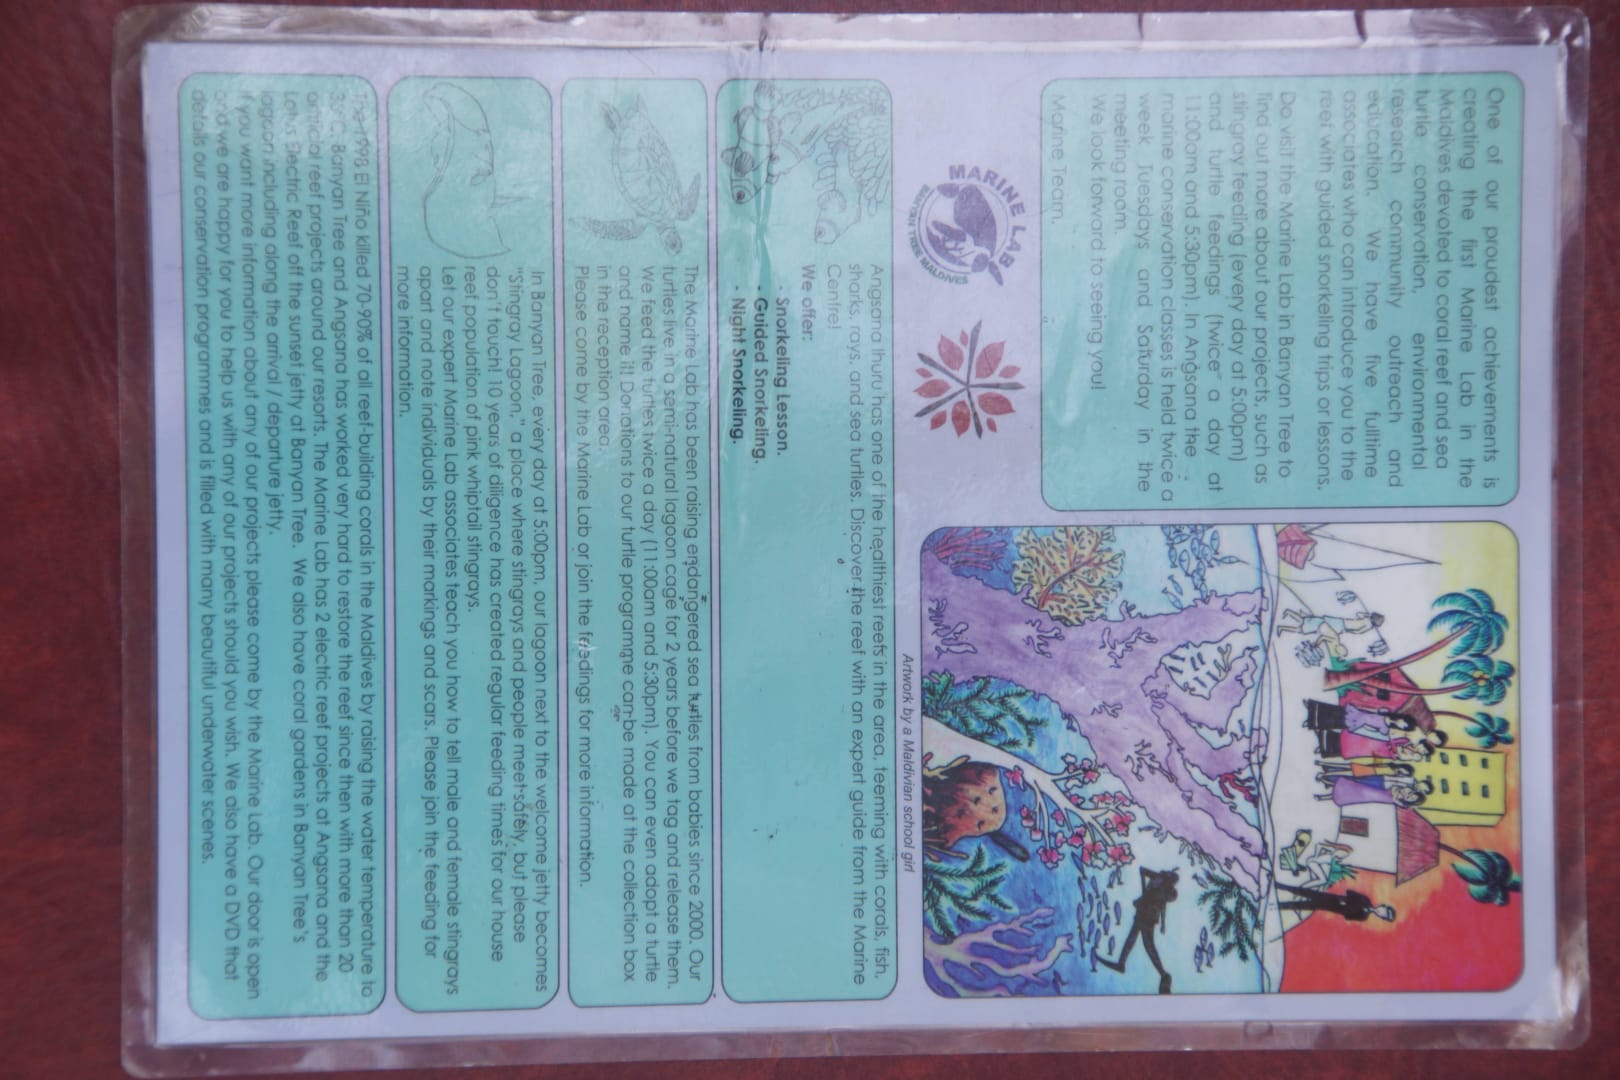 One of our proudest achievements is
creating the first Marine Lab in the
Maldives devoted to coral reef and sea
turtle conservation, environmental
research community outreach and
education. We have five fulltime
associates who can introduce you to the
reef with guided snorkeling trips or lessons.
Do visit the Marine Lab in Banyan Tree to
find out more about our projects, such as
stingray feeding (every day at 5:00pm)
and turtle feedings (twice a day at
11:00am and 5:30pm). In Angsana the
marine conservation classes is held twice a
week, Tuesdays and Saturday in the
meeting room.
We look forward to seeing you!
Marine Team.
Artwork by a Maldivian school girl
MARINE LAB
BANYAN TREE MALDIVES
Angsana Ihuru has one of the healthiest reefs in the area, teeming with corals, fish,
sharks, rays, and sea turtles. Discover the reef with an expert guide from the Marine
Centre!
We offer:
- Snorkeling Lesson.
- Guided Snorkeling.
- Night Snorkeling.
The Marine Lab has been raising endangered sea turtles from babies since 2000. Our
turtles live in a semi-natural lagoon cage for 2 years before we tag and release them.
We feed the turtles twice a day (11:00am and 5:30pm). You can even adopt a turtle
and name it! Donations to our turtle programme can be made at the collection box
in the reception area.
Please come by the Marine Lab or join the feedings for more information.
In Banyan Tree, every day at 5:00pm, our lagoon next to the welcome jetty becomes
"Stingray Lagoon," a place where stingrays and people meet safely, but please
don't touch! 10 years of diligence has created regular feeding times for our house
reef population of pink whiptail stingrays.
Let our expert Marine Lab associates teach you how to tell male and female stingrays
apart and note individuals by their markings and scars. Please join the feeding for
more information.
The 1998 El Niño killed 70-90% of all reef-building corals in the Maldives by raising the water temperature to
32°C. Banyan Tree and Angsana has worked very hard to restore the reef since then with more than 20
artificial reef projects around our resorts. The Marine Lab has 2 electric reef projects at Angsana and the
Lotus Electric Reef off the sunset jetty at Banyan Tree. We also have coral gardens in Banyan Tree's
lagoon including along the arrival / departure jetty.
If you want more information about any of our projects please come by the Marine Lab. Our door is open
and we are happy for you to help us with any of our projects should you wish. We also have a DVD that
details our conservation programmes and is filled with many beautiful underwater scenes.